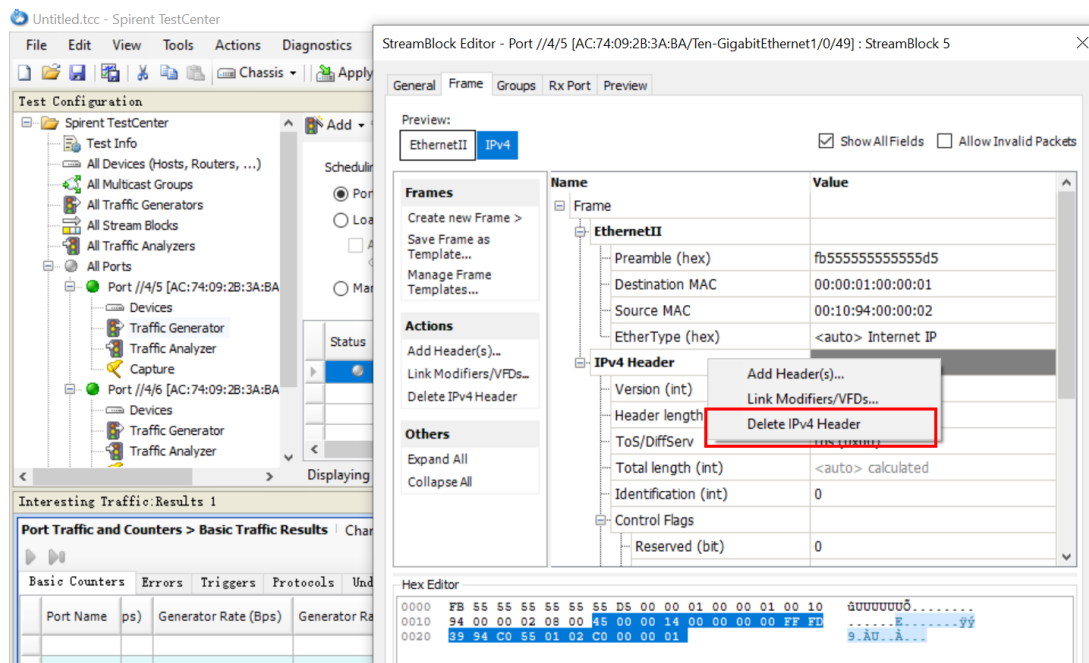 Untitled.tcc - Spirent TestCenter
File Edit View Tools Actions Diagnostics
Chassis Apply
Test Configuration
Spirent TestCenter
Test Info
All Devices (Hosts, Routers, ...)
All Multicast Groups
All Traffic Generators
All Stream Blocks
All Traffic Analyzers
All Ports
Port //4/5 [AC:74:09:2B:3A:BA
Devices
Traffic Generator
Traffic Analyzer
Capture
Port //4/6 [AC:74:09:2B:3A:BA
Devices
Traffic Generator
Traffic Analyzer
Add
Status
Displaying
Interesting Traffic:Results 1
Port Traffic and Counters > Basic Traffic Results
Basic Counters Errors Triggers Protocols
Port Name Generator Rate (Bps)
StreamBlock Editor - Port //4/5 [AC:74:09:2B:3A:BA/Ten-GigabitEthernet1/0/49] : StreamBlock 5
General Frame Groups Rx Port Preview
Preview:
EthernetII IPv4
Show All Fields Allow Invalid Packets
Frames
Create new Frame >
Save Frame as
Template...
Manage Frame
Templates...
Actions
Add Header(s)...
Link Modifiers/VFDs...
Delete IPv4 Header
Others
Expand All
Collapse All
Name Value
Frame
EthernetII
Preamble (hex) fb555555555555d5
Destination MAC 00:00:01:00:00:01
Source MAC 00:10:94:00:00:02
EtherType (hex) <auto> Internet IP
IPv4 Header
Version (int)
Header length
ToS/DiffServ
Total length (int) <auto> calculated
Identification (int) 0
Control Flags
Reserved (bit) 0
Add Header(s)...
Link Modifiers/VFDs...
Delete IPv4 Header
Hex Editor
0000 FB 55 55 55 55 55 55 D5 00 00 01 00 00 01 00 10 ûUUUUUUÕ........
0010 94 00 00 02 08 00 45 00 00 14 00 00 00 00 FF FD ......E.......ÿý
0020 39 94 C0 55 01 02 C0 00 00 01 9.ÀU..À...